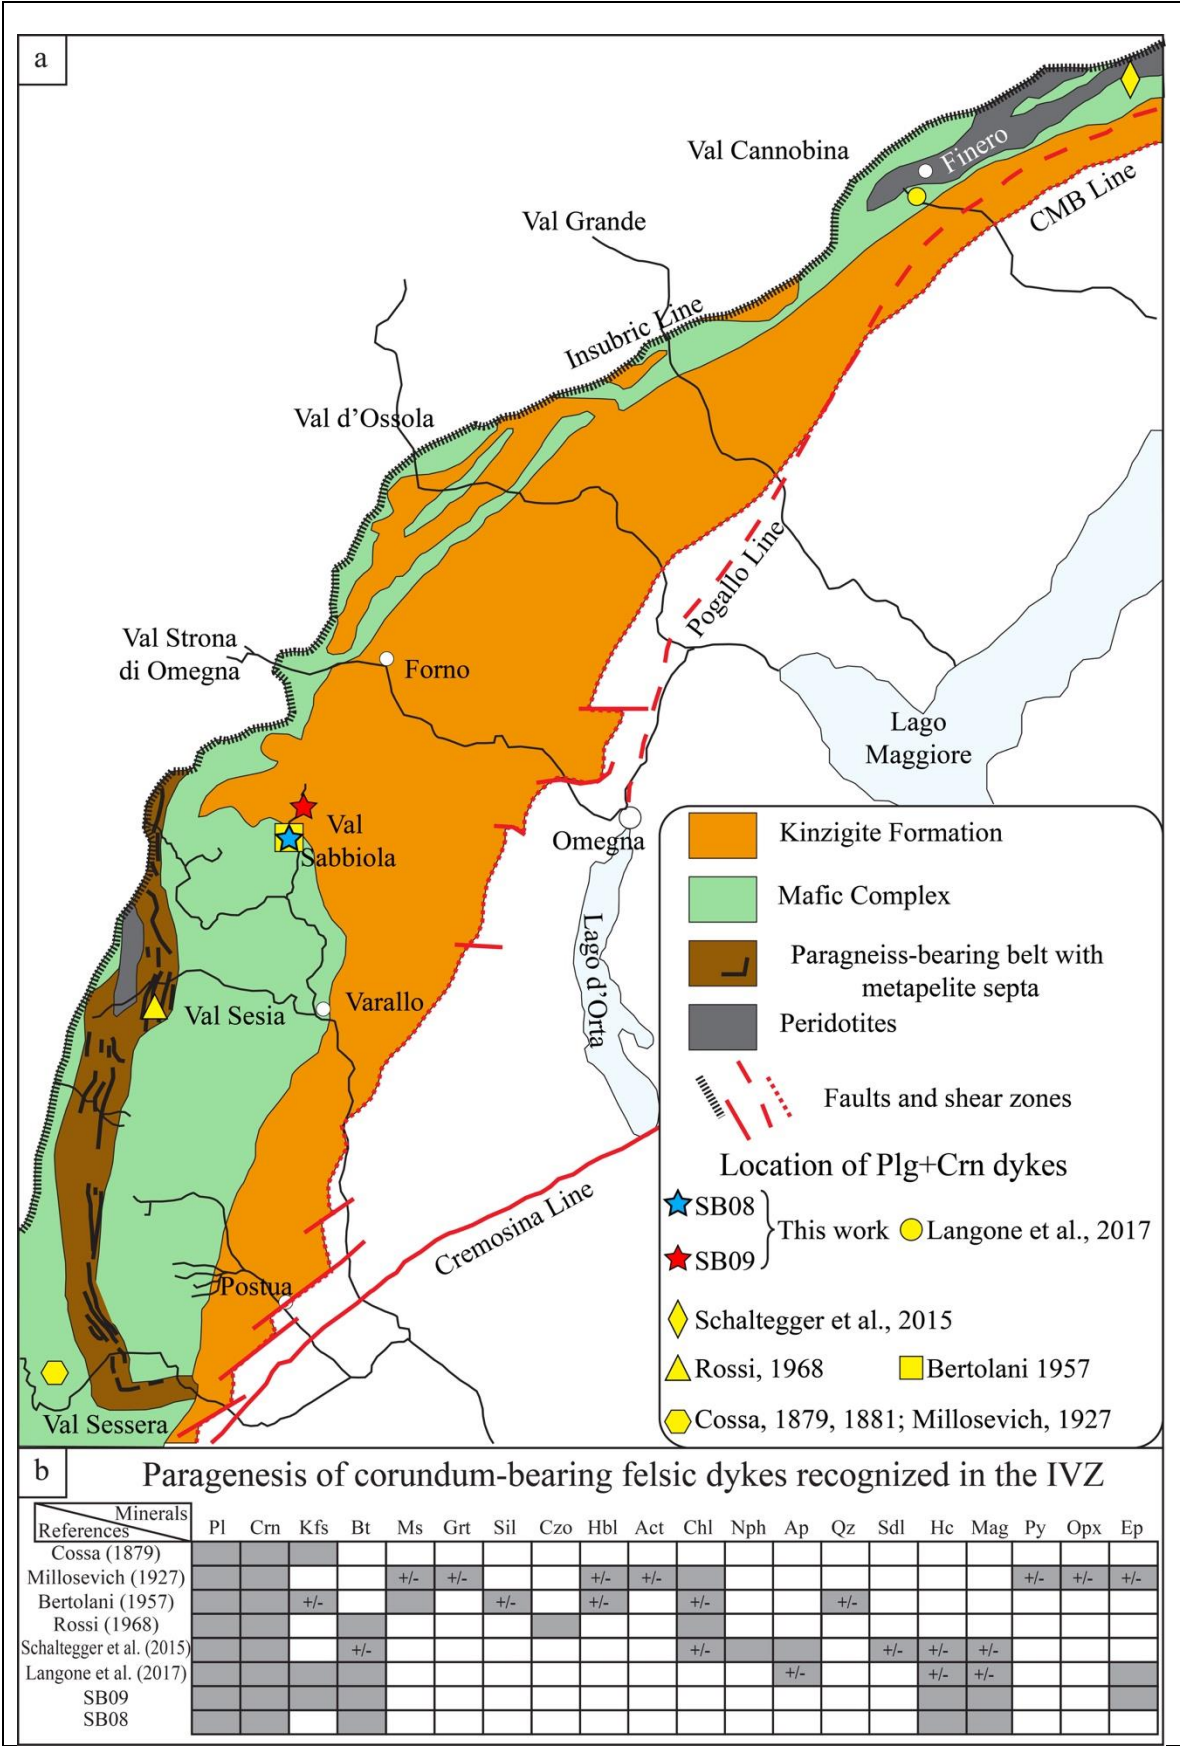 a
Val Cannobina
Finero
CMB Line
Val Grande
Insubric Line
Val d'Ossola
Pogallo Line
Val Strona
di Omegna
Forno
Lago
Maggiore
Val
Sabbiola
Omegna
Lago d'Orta
Val Sesia
Varallo
Cremosina Line
Postua
Val Sessera
Kinzigite Formation
Mafic Complex
Paragneiss-bearing belt with
metapelite septa
Peridotites
Faults and shear zones
Location of Plg+Crn dykes
SB08
SB09
This work
Langone et al., 2017
Schaltegger et al., 2015
Rossi, 1968
Bertolani 1957
Cossa, 1879, 1881; Millosevich, 1927
b
Paragenesis of corundum-bearing felsic dykes recognized in the IVZ
Minerals
References
Pl Crn Kfs Bt Ms Grt Sil Czo Hbl Act Chl Nph Ap Qz Sdl Hc Mag Py Opx Ep
Cossa (1879)
Millosevich (1927) +/- +/- +/- +/- +/- +/- +/-
Bertolani (1957) +/- +/- +/- +/- +/-
Rossi (1968)
Schaltegger et al. (2015) +/- +/- +/- +/- +/-
Langone et al. (2017) +/- +/- +/-
SB09
SB08